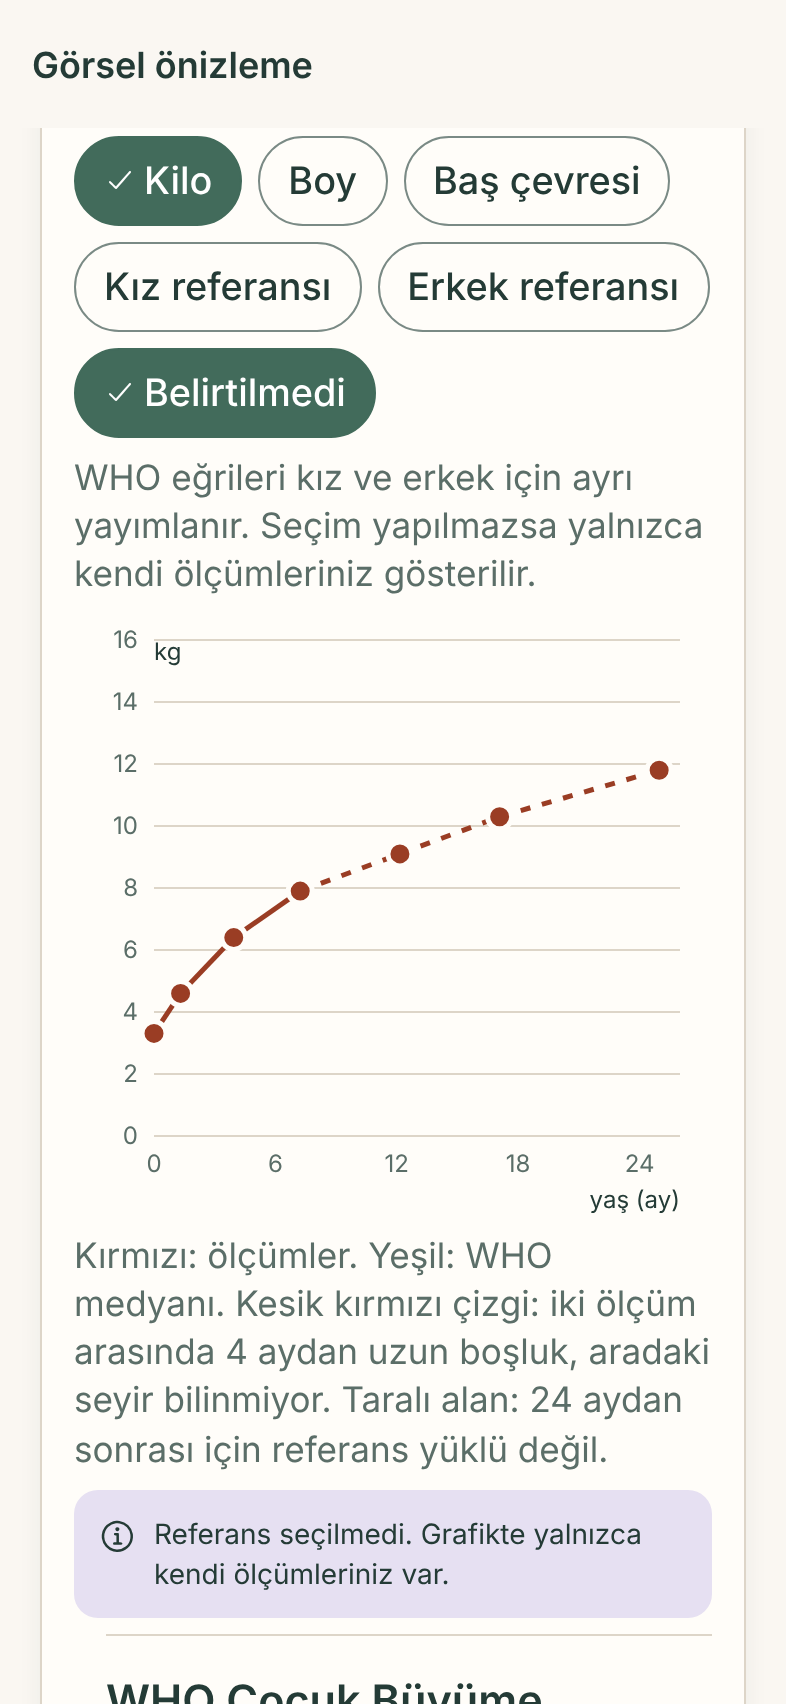 Görsel önizleme
Kilo
Boy
Baş çevresi
Kız referansı
Erkek referansı
Belirtilmedi
WHO eğrileri kız ve erkek için ayrı
yayımlanır. Seçim yapılmazsa yalnızca
kendi ölçümleriniz gösterilir.
16
kg
14
12
10
8
6
4
2
0
0 6 12 18 24
yaş (ay)
Kırmızı: ölçümler. Yeşil: WHO
medyanı. Kesik kırmızı çizgi: iki ölçüm
arasında 4 aydan uzun boşluk, aradaki
seyir bilinmiyor. Taralı alan: 24 aydan
sonrası için referans yüklü değil.
Referans seçilmedi. Grafikte yalnızca
kendi ölçümleriniz var.
WHO Çocuk Büyüme